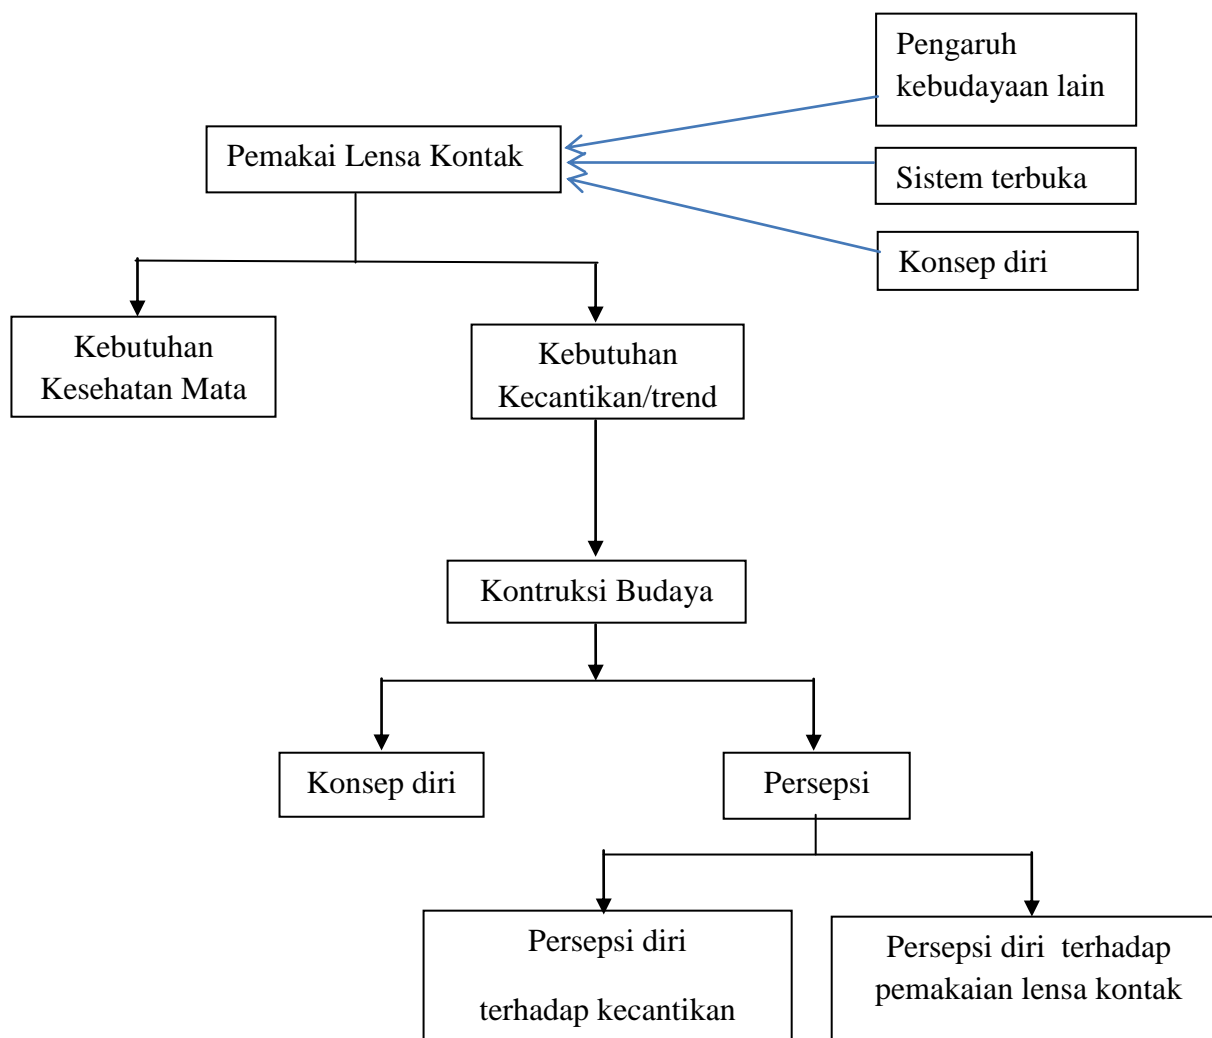 Pengaruh
kebudayaan lain
Pemakai Lensa Kontak
Sistem terbuka
Konsep diri
Kebutuhan
Kesehatan Mata
Kebutuhan
Kecantikan/trend
Kontruksi Budaya
Konsep diri
Persepsi
Persepsi diri
terhadap kecantikan
Persepsi diri terhadap
pemakaian lensa kontak